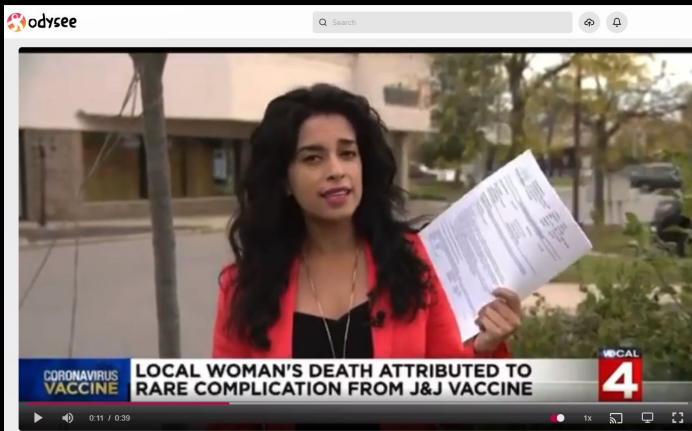 odysee
Search
CORONAVIRUS
VACCINE
LOCAL WOMAN'S DEATH ATTRIBUTED TO
RARE COMPLICATION FROM J&J VACCINE
LOCAL
4
0:11 / 0:39
1x